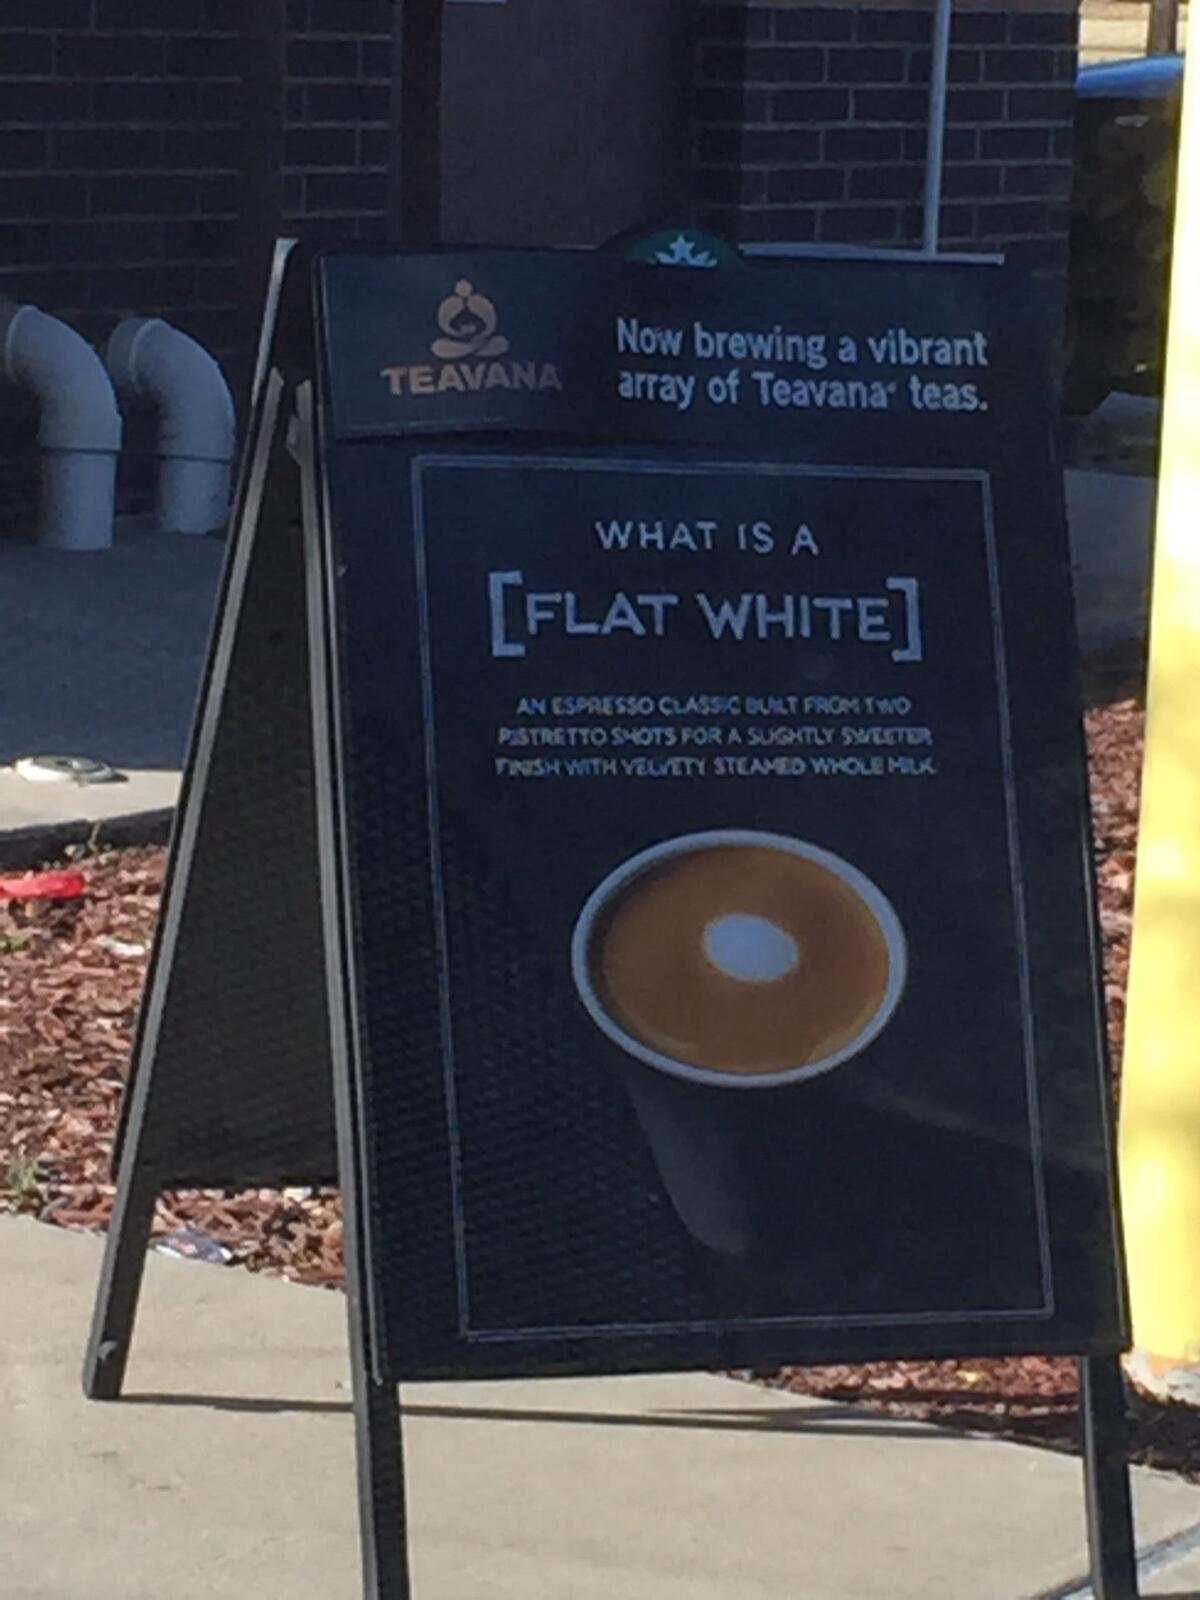 TEAVANA
Now brewing a vibrant
array of Teavana® teas.
WHAT IS A
[FLAT WHITE]
AN ESPRESSO CLASSIC BUILT FROM TWO
RISTRETTO SHOTS FOR A SLIGHTLY SWEETER
FINISH WITH VELVETY STEAMED WHOLE MILK.